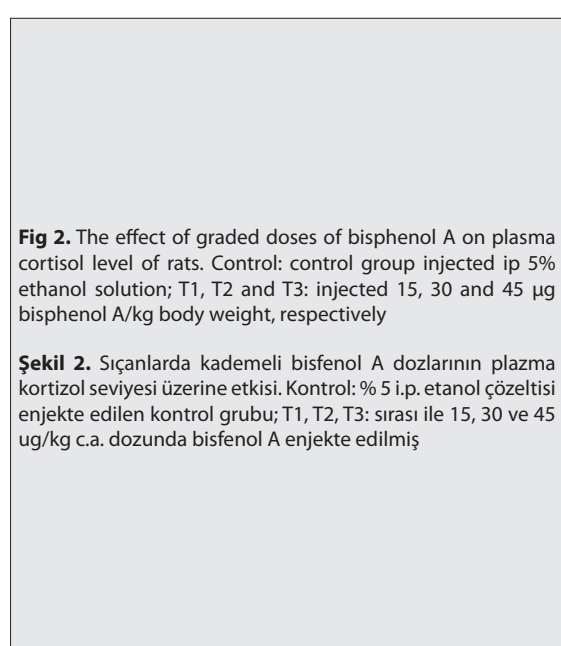 Fig 2. The effect of graded doses of bisphenol A on plasma
cortisol level of rats. Control: control group injected ip 5%
ethanol solution; T1, T2 and T3: injected 15, 30 and 45 µg
bisphenol A/kg body weight, respectively
Şekil 2. Sıçanlarda kademeli bisfenol A dozlarının plazma
kortizol seviyesi üzerine etkisi. Kontrol: % 5 i.p. etanol çözeltisi
enjekte edilen kontrol grubu; T1, T2, T3: sırası ile 15, 30 ve 45
ug/kg c.a. dozunda bisfenol A enjekte edilmiş